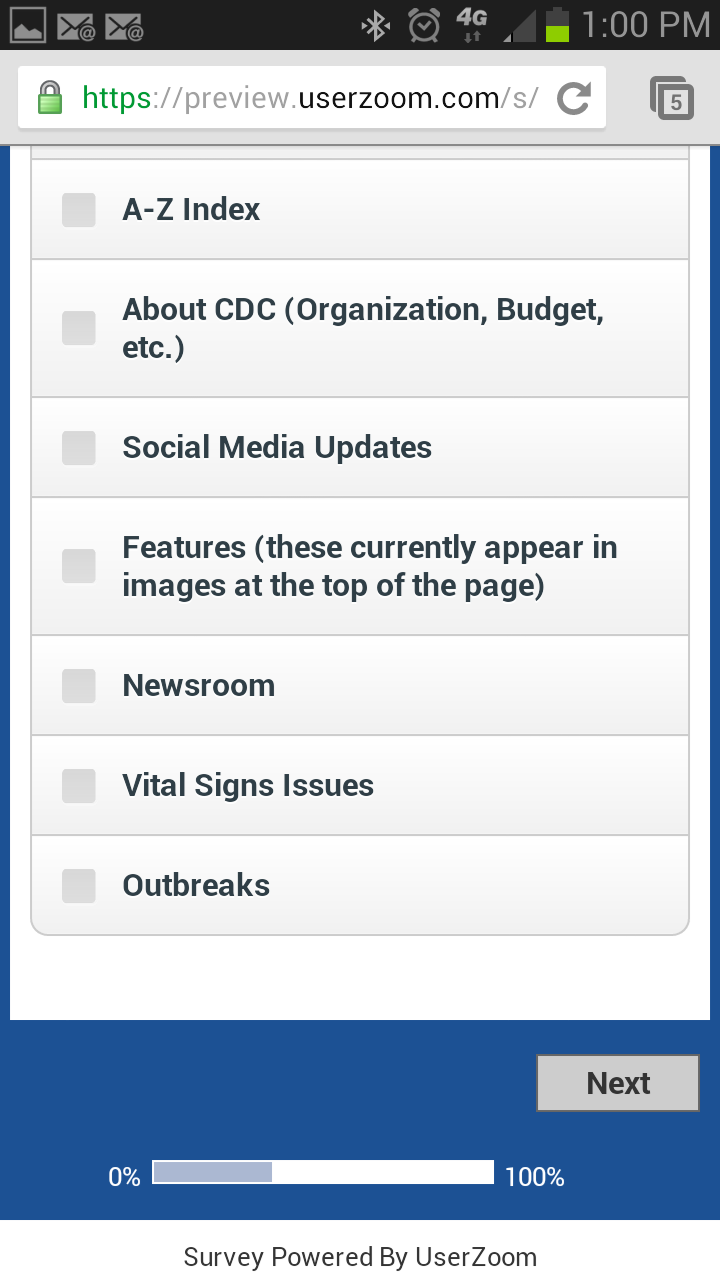 4G
1:00 PM
https://preview.userzoom.com/s/
5
A-Z Index
About CDC (Organization, Budget,
etc.)
Social Media Updates
Features (these currently appear in
images at the top of the page)
Newsroom
Vital Signs Issues
Outbreaks
Next
0%
100%
Survey Powered By UserZoom